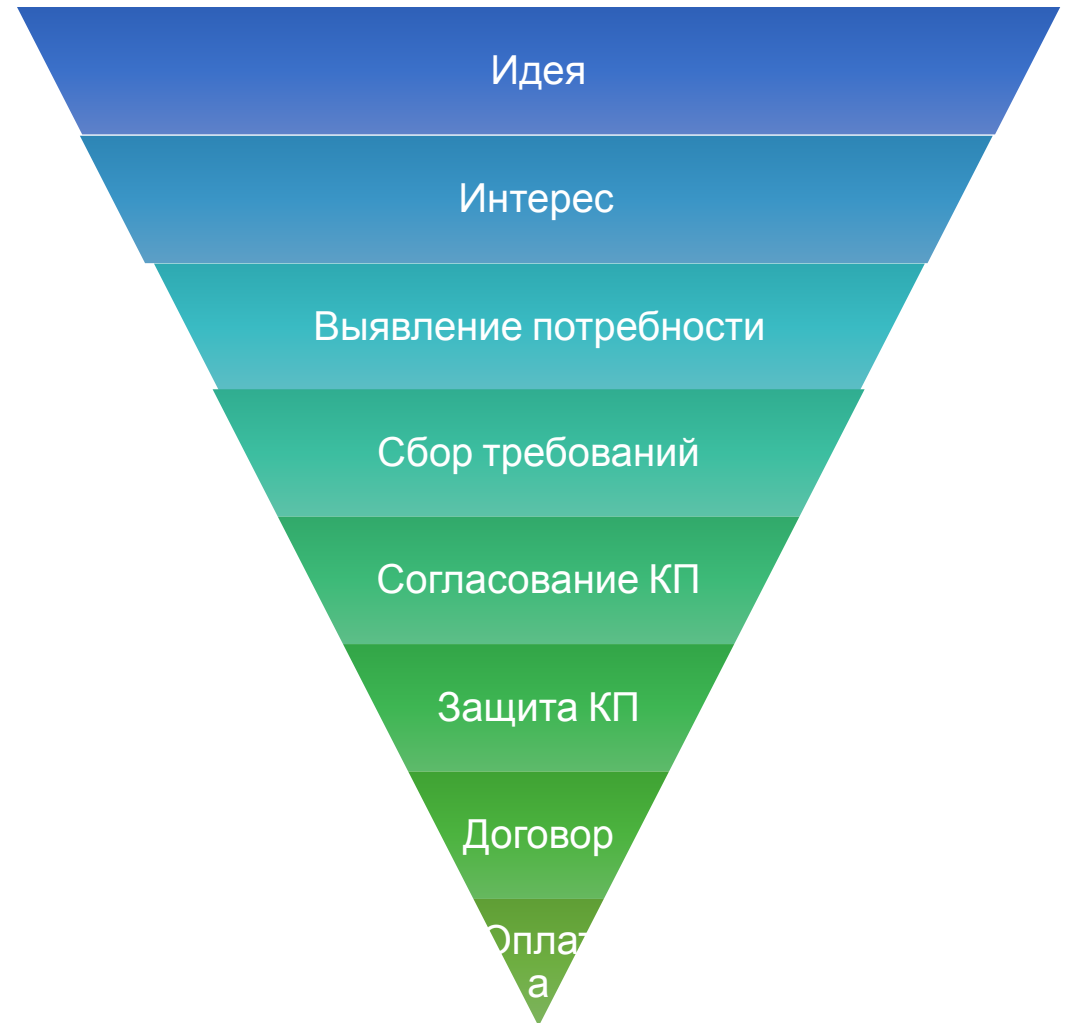 Идея
Интерес
Выявление потребности
Сбор требований
Согласование КП
Защита КП
Договор
Оплат
а